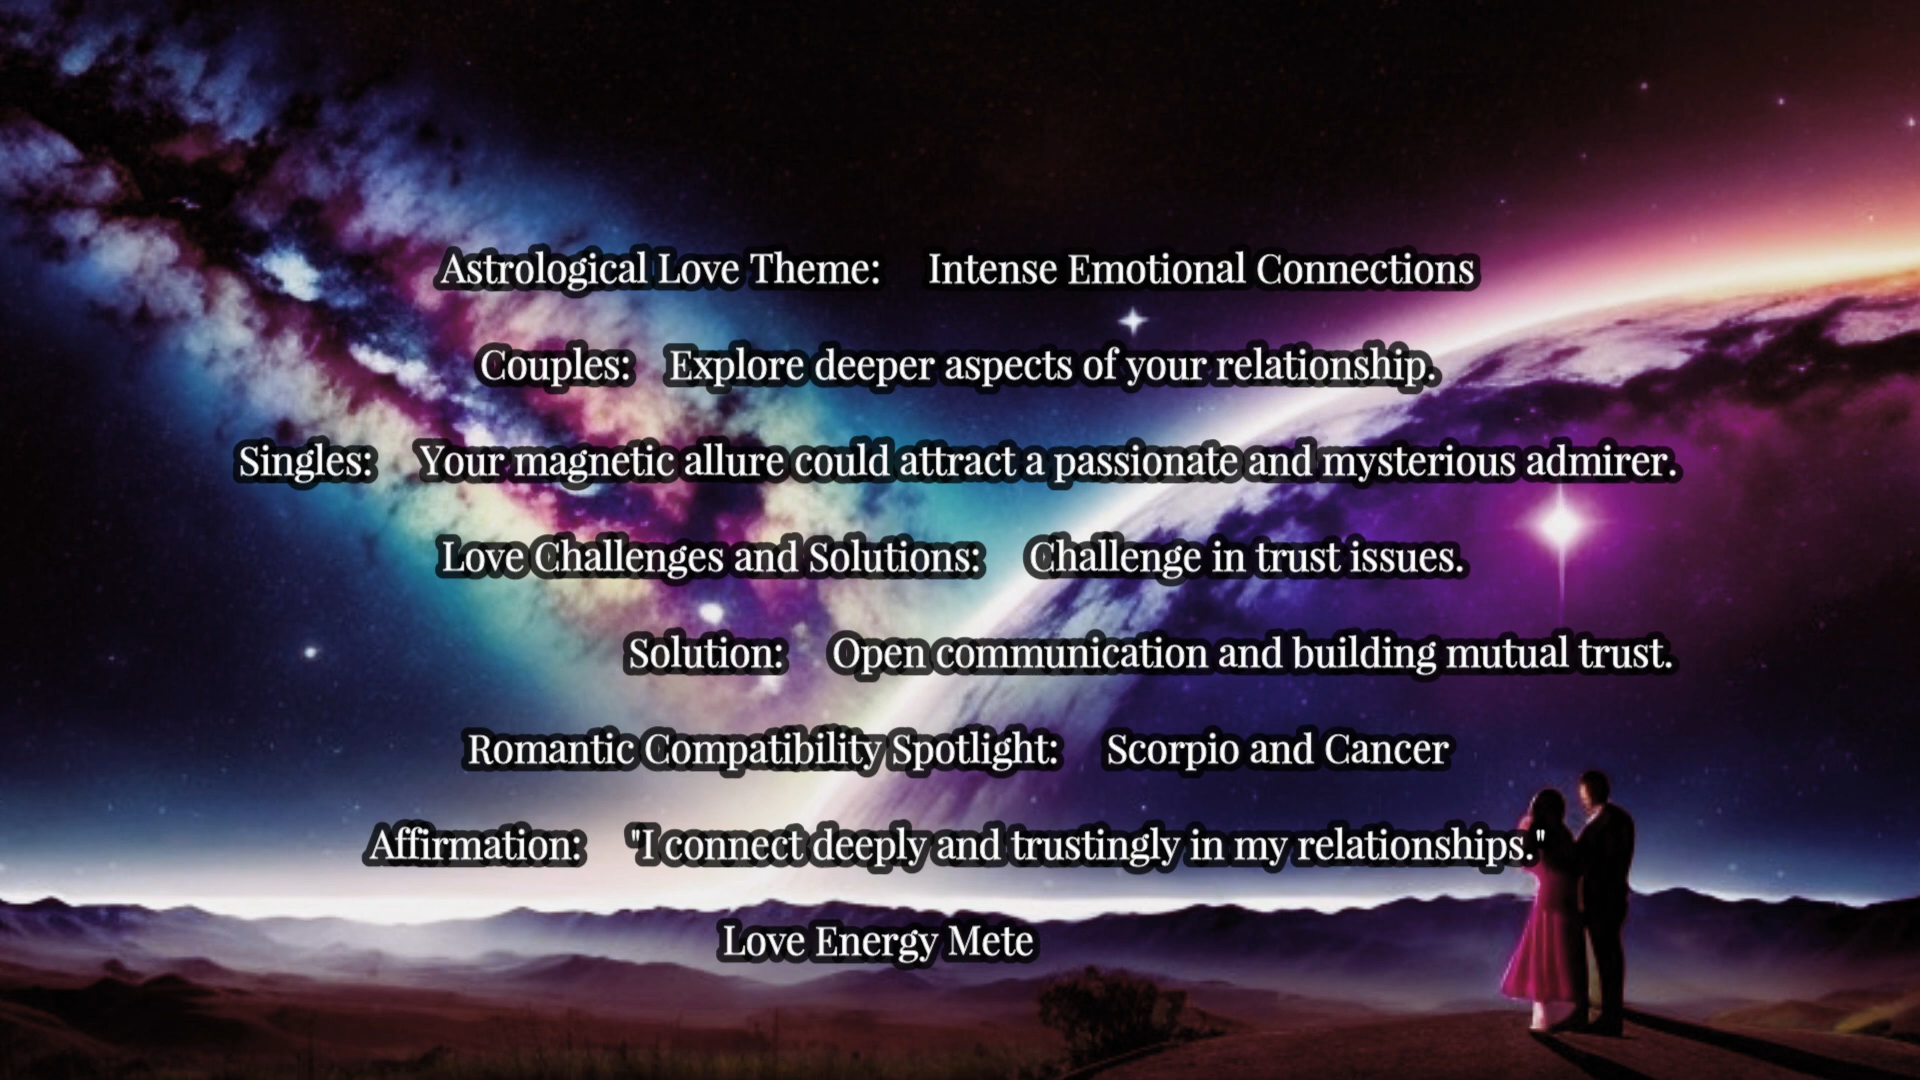 Astrological Love Theme: Intense Emotional Connections
Couples: Explore deeper aspects of your relationship.
Singles: Your magnetic allure could attract a passionate and mysterious admirer.
Love Challenges and Solutions: Challenge in trust issues.
Solution: Open communication and building mutual trust.
Romantic Compatibility Spotlight: Scorpio and Cancer
Affirmation: "I connect deeply and trustingly in my relationships."
Love Energy Mete